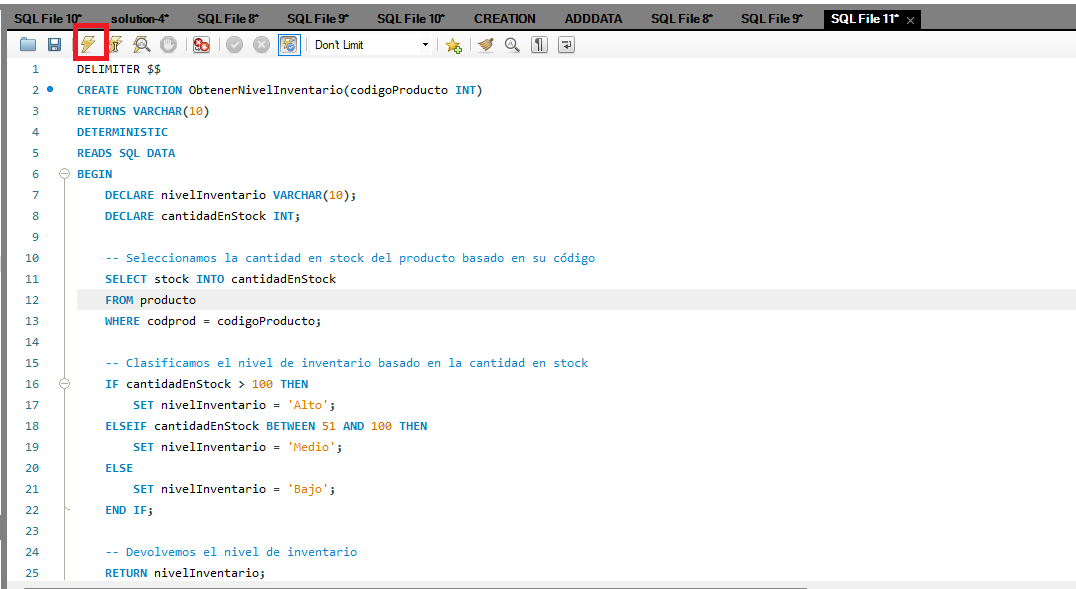 SQL File 10* solution-4* SQL File 8* SQL File 9* SQL File 10* CREATION ADDDATA SQL File 8* SQL File 9* SQL File 11* ×
Don't Limit
1 DELIMITER $$
2 CREATE FUNCTION ObtenerNivelInventario(codigoProducto INT)
3 RETURNS VARCHAR(10)
4 DETERMINISTIC
5 READS SQL DATA
6 BEGIN
7 DECLARE nivelInventario VARCHAR(10);
8 DECLARE cantidadEnStock INT;
9
10 -- Seleccionamos la cantidad en stock del producto basado en su código
11 SELECT stock INTO cantidadEnStock
12 FROM producto
13 WHERE codprod = codigoProducto;
14
15 -- Clasificamos el nivel de inventario basado en la cantidad en stock
16 IF cantidadEnStock > 100 THEN
17 SET nivelInventario = 'Alto';
18 ELSEIF cantidadEnStock BETWEEN 51 AND 100 THEN
19 SET nivelInventario = 'Medio';
20 ELSE
21 SET nivelInventario = 'Bajo';
22 END IF;
23
24 -- Devolvemos el nivel de inventario
25 RETURN nivelInventario;